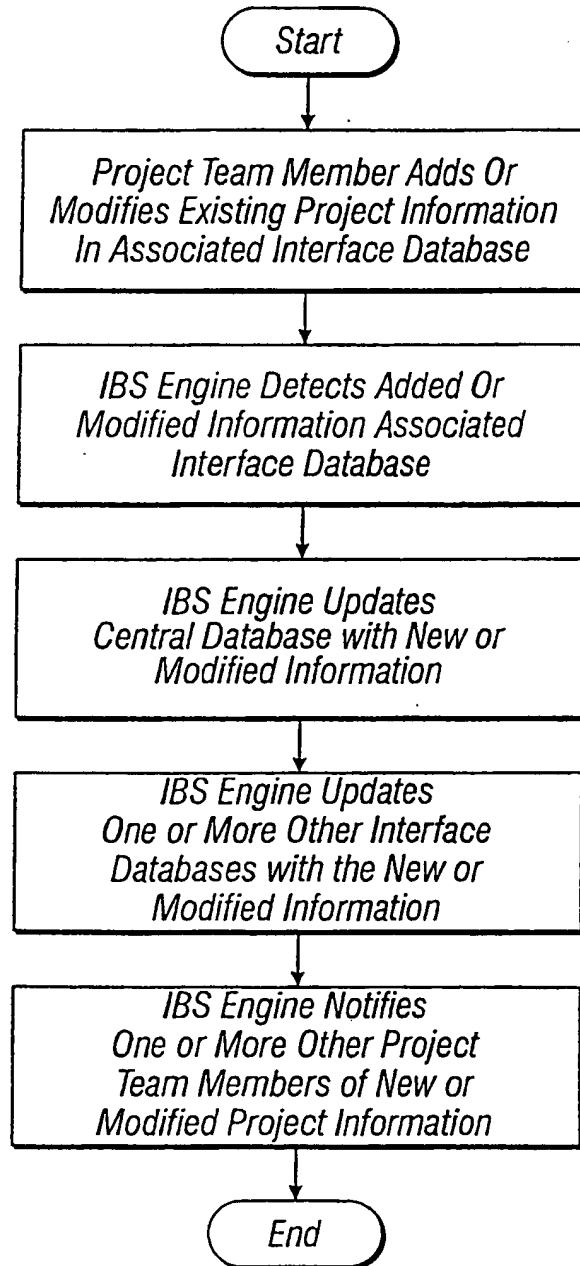 Start
Project Team Member Adds Or
Modifies Existing Project Information
In Associated Interface Database
IBS Engine Detects Added Or
Modified Information Associated
Interface Database
IBS Engine Updates
Central Database with New or
Modified Information
IBS Engine Updates
One or More Other Interface
Databases with the New or
Modified Information
IBS Engine Notifies
One or More Other Project
Team Members of New or
Modified Project Information
End